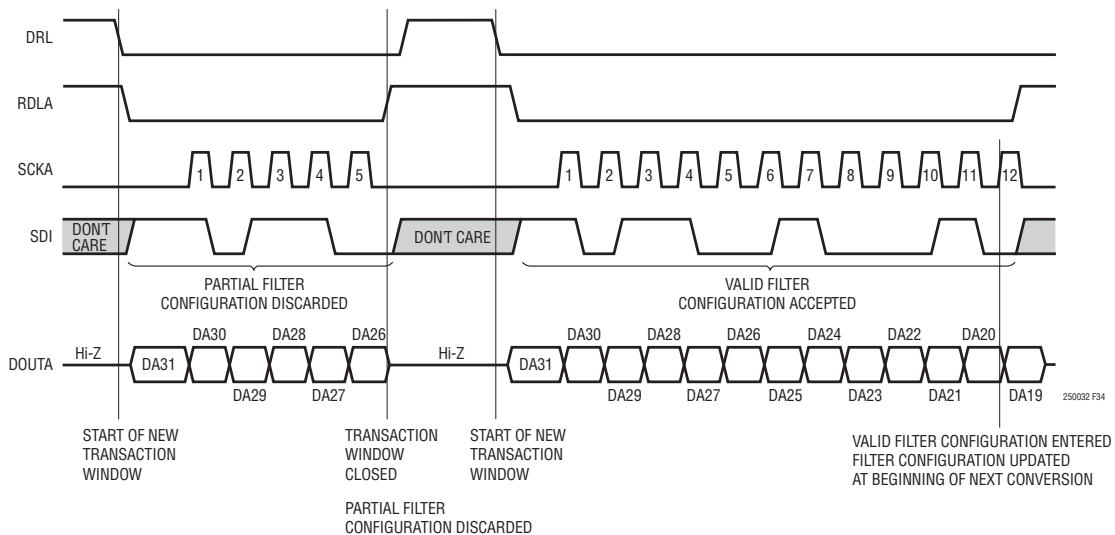 DRL
RDLA
SCKA
1 2 3 4 5 1 2 3 4 5 6 7 8 9 10 11 12
SDI
DON'T
CARE
DON'T CARE
PARTIAL FILTER
CONFIGURATION DISCARDED
VALID FILTER
CONFIGURATION ACCEPTED
DOUTA
Hi-Z
DA30 DA28 DA26
DA31
DA29 DA27
Hi-Z
DA30 DA28 DA26 DA24 DA22 DA20
DA31
DA29 DA27 DA25 DA23 DA21 DA19
250032 F34
START OF NEW
TRANSACTION
WINDOW
TRANSACTION
WINDOW
CLOSED
PARTIAL FILTER
CONFIGURATION DISCARDED
START OF NEW
TRANSACTION
WINDOW
VALID FILTER CONFIGURATION ENTERED
FILTER CONFIGURATION UPDATED
AT BEGINNING OF NEXT CONVERSION